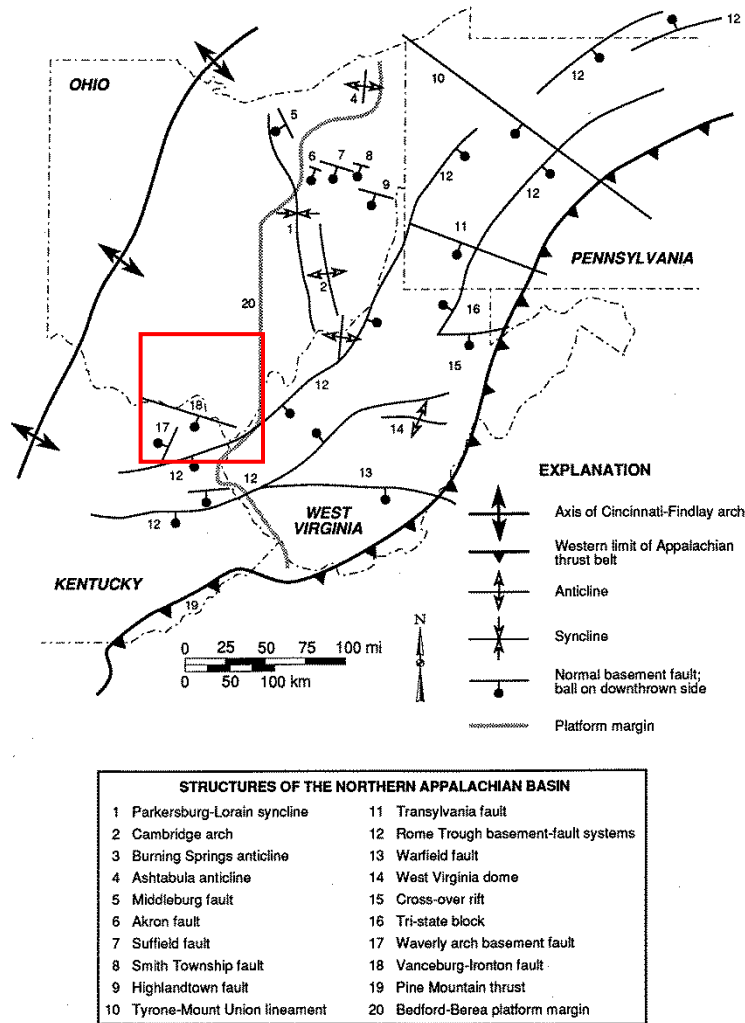 12
10
OHIO
12
4
5
6
7
8
9
12
12
11
1
PENNSYLVANIA
2
20
16
15
12
18
17
14
12
12
13
12
WEST
VIRGINIA
KENTUCKY
19
0 25 50 75 100 mi
0 50 100 km
N
EXPLANATION
Axis of Cincinnati-Findlay arch
Western limit of Appalachian
thrust belt
Anticline
Syncline
Normal basement fault;
ball on downthrown side
Platform margin
STRUCTURES OF THE NORTHERN APPALACHIAN BASIN
1 Parkersburg-Lorain syncline
2 Cambridge arch
3 Burning Springs anticline
4 Ashtabula anticline
5 Middleburg fault
6 Akron fault
7 Suffield fault
8 Smith Township fault
9 Highlandtown fault
10 Tyrone-Mount Union lineament
11 Transylvania fault
12 Rome Trough basement-fault systems
13 Warfield fault
14 West Virginia dome
15 Cross-over rift
16 Tri-state block
17 Waverly arch basement fault
18 Vanceburg-Ironton fault
19 Pine Mountain thrust
20 Bedford-Berea platform margin